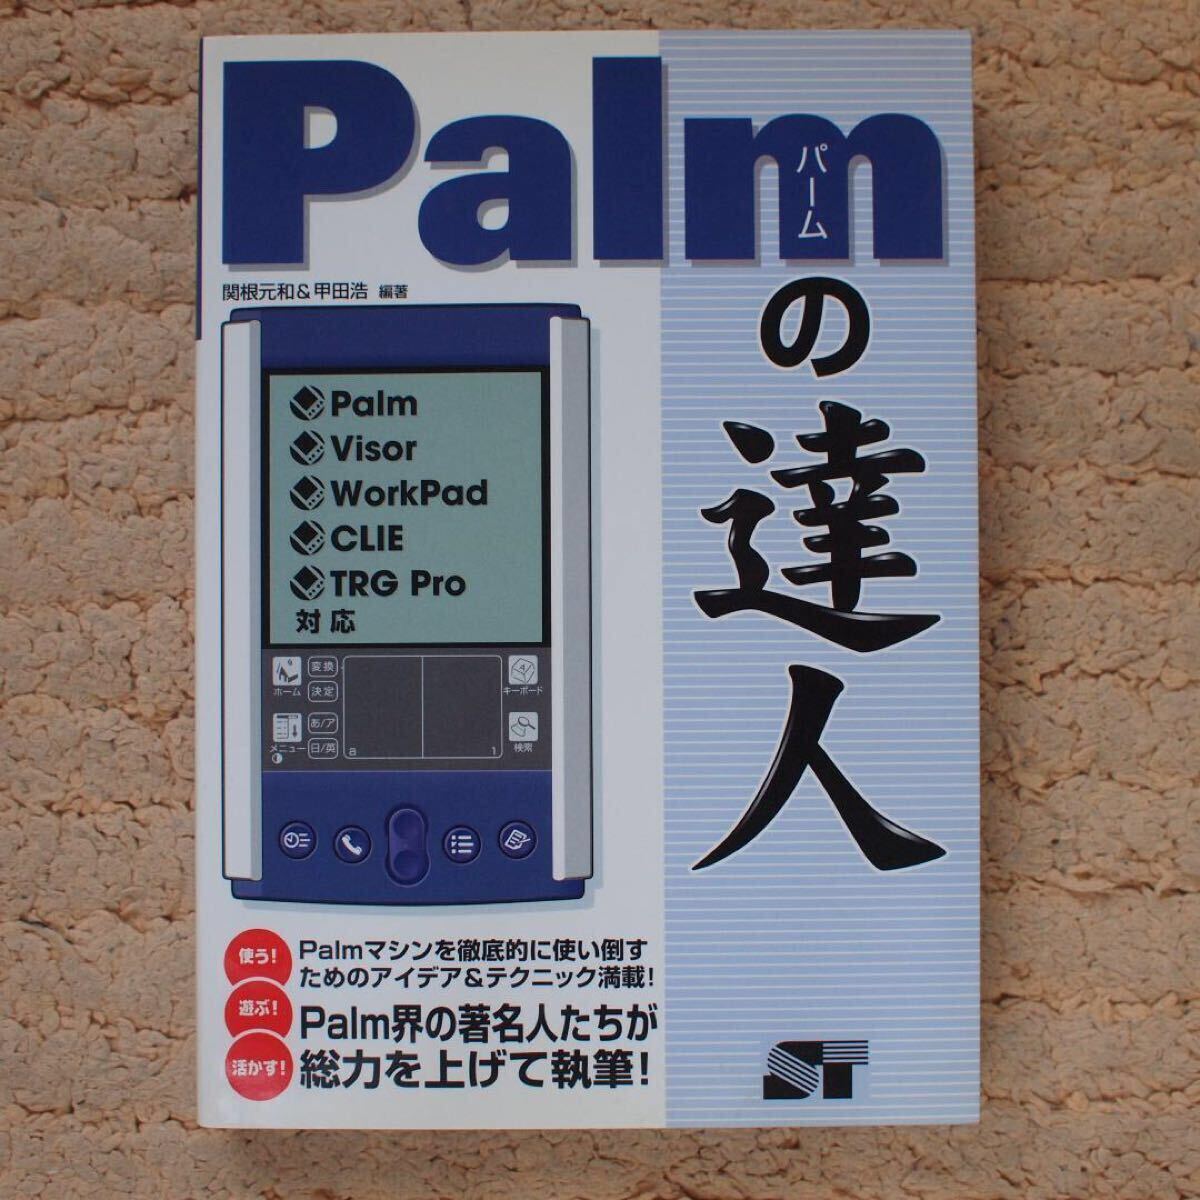 Palm
パーム
の達人
関根元和&甲田浩 編著
Palm
Visor
WorkPad
CLIE
TRG Pro
対応
ホーム
変換
決定
メニュー
あ/ア
日/英
a
1
キーボード
検索
使う!
遊ぶ!
活かす!
Palmマシンを徹底的に使い倒す
ためのアイデア&テクニック満載!
Palm界の著名人たちが
総力を上げて執筆!
ST